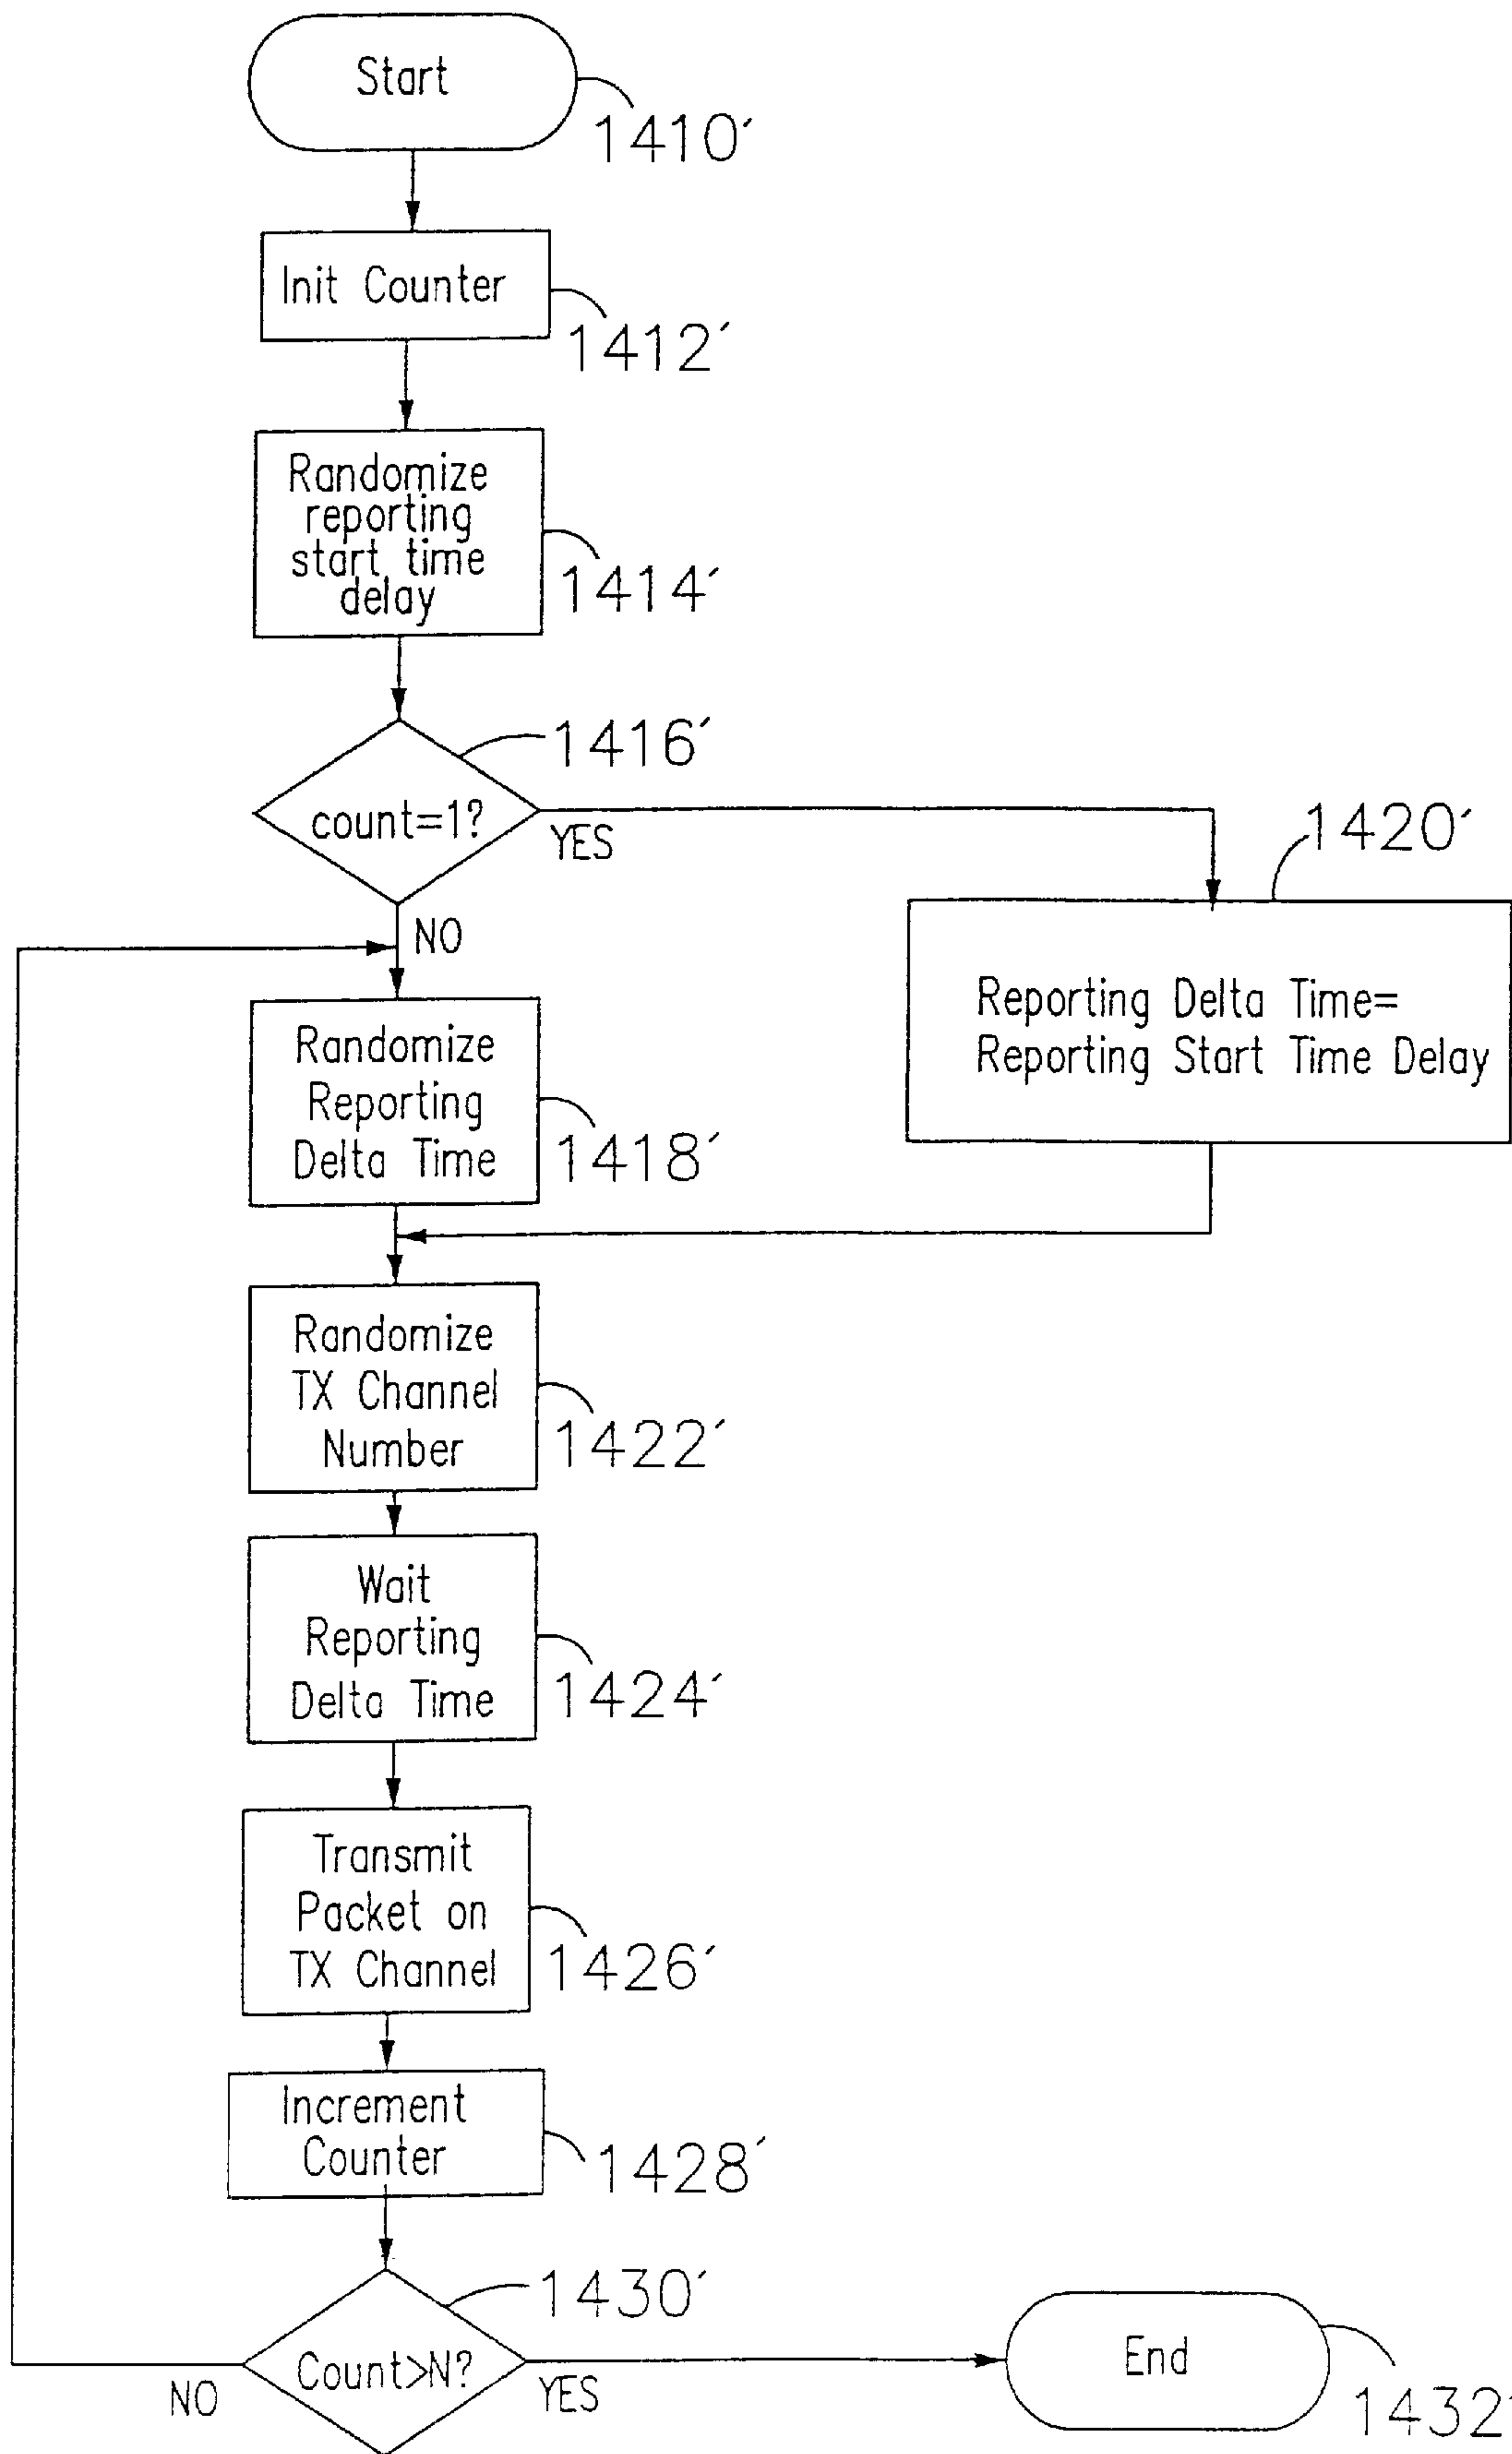 Start
1410′
Init Counter
1412′
Randomize
reporting
start time
delay
1414′
1416′
count=1?
YES
NO
1420′
Reporting Delta Time=
Reporting Start Time Delay
Randomize
Reporting
Delta Time
1418′
Randomize
TX Channel
Number
1422′
Wait
Reporting
Delta Time
1424′
Transmit
Packet on
TX Channel
1426′
Increment
Counter
1428′
1430′
Count>N?
NO
YES
End
1432′